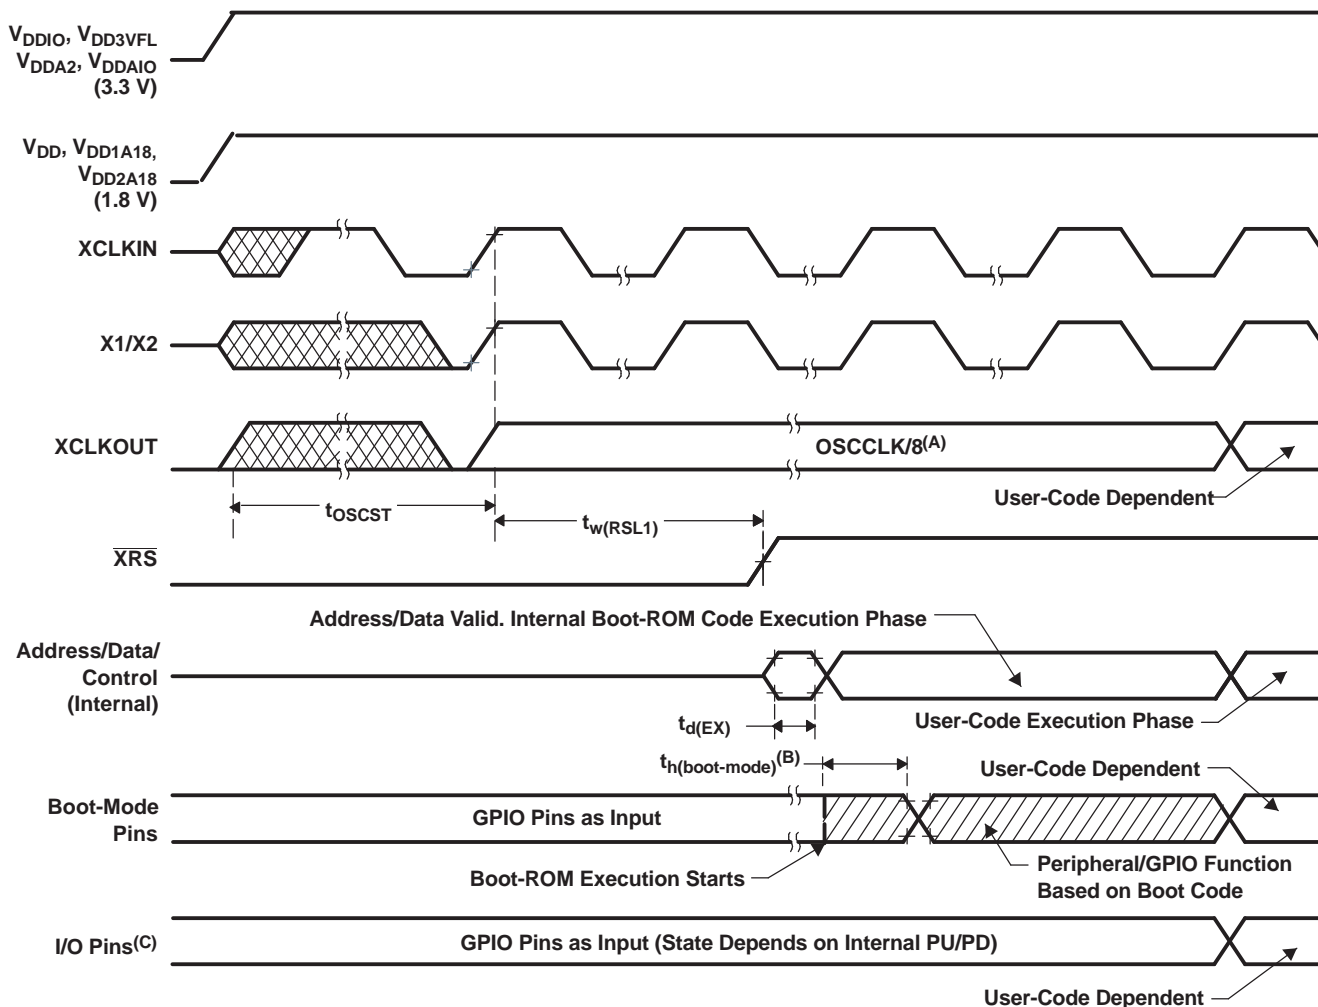 VDDIO, VDD3VFL
VDDA2, VDDAIO
(3.3 V)
VDD, VDD1A18,
VDD2A18
(1.8 V)
XCLKIN
X1/X2
XCLKOUT
OSCCLK/8(A)
User-Code Dependent
tOSCST
tw(RSL1)
XRS
Address/Data Valid. Internal Boot-ROM Code Execution Phase
Address/Data/
Control
(Internal)
td(EX)
User-Code Execution Phase
th(boot-mode)(B)
User-Code Dependent
Boot-Mode
Pins
GPIO Pins as Input
Boot-ROM Execution Starts
Peripheral/GPIO Function
Based on Boot Code
I/O Pins(C)
GPIO Pins as Input (State Depends on Internal PU/PD)
User-Code Dependent